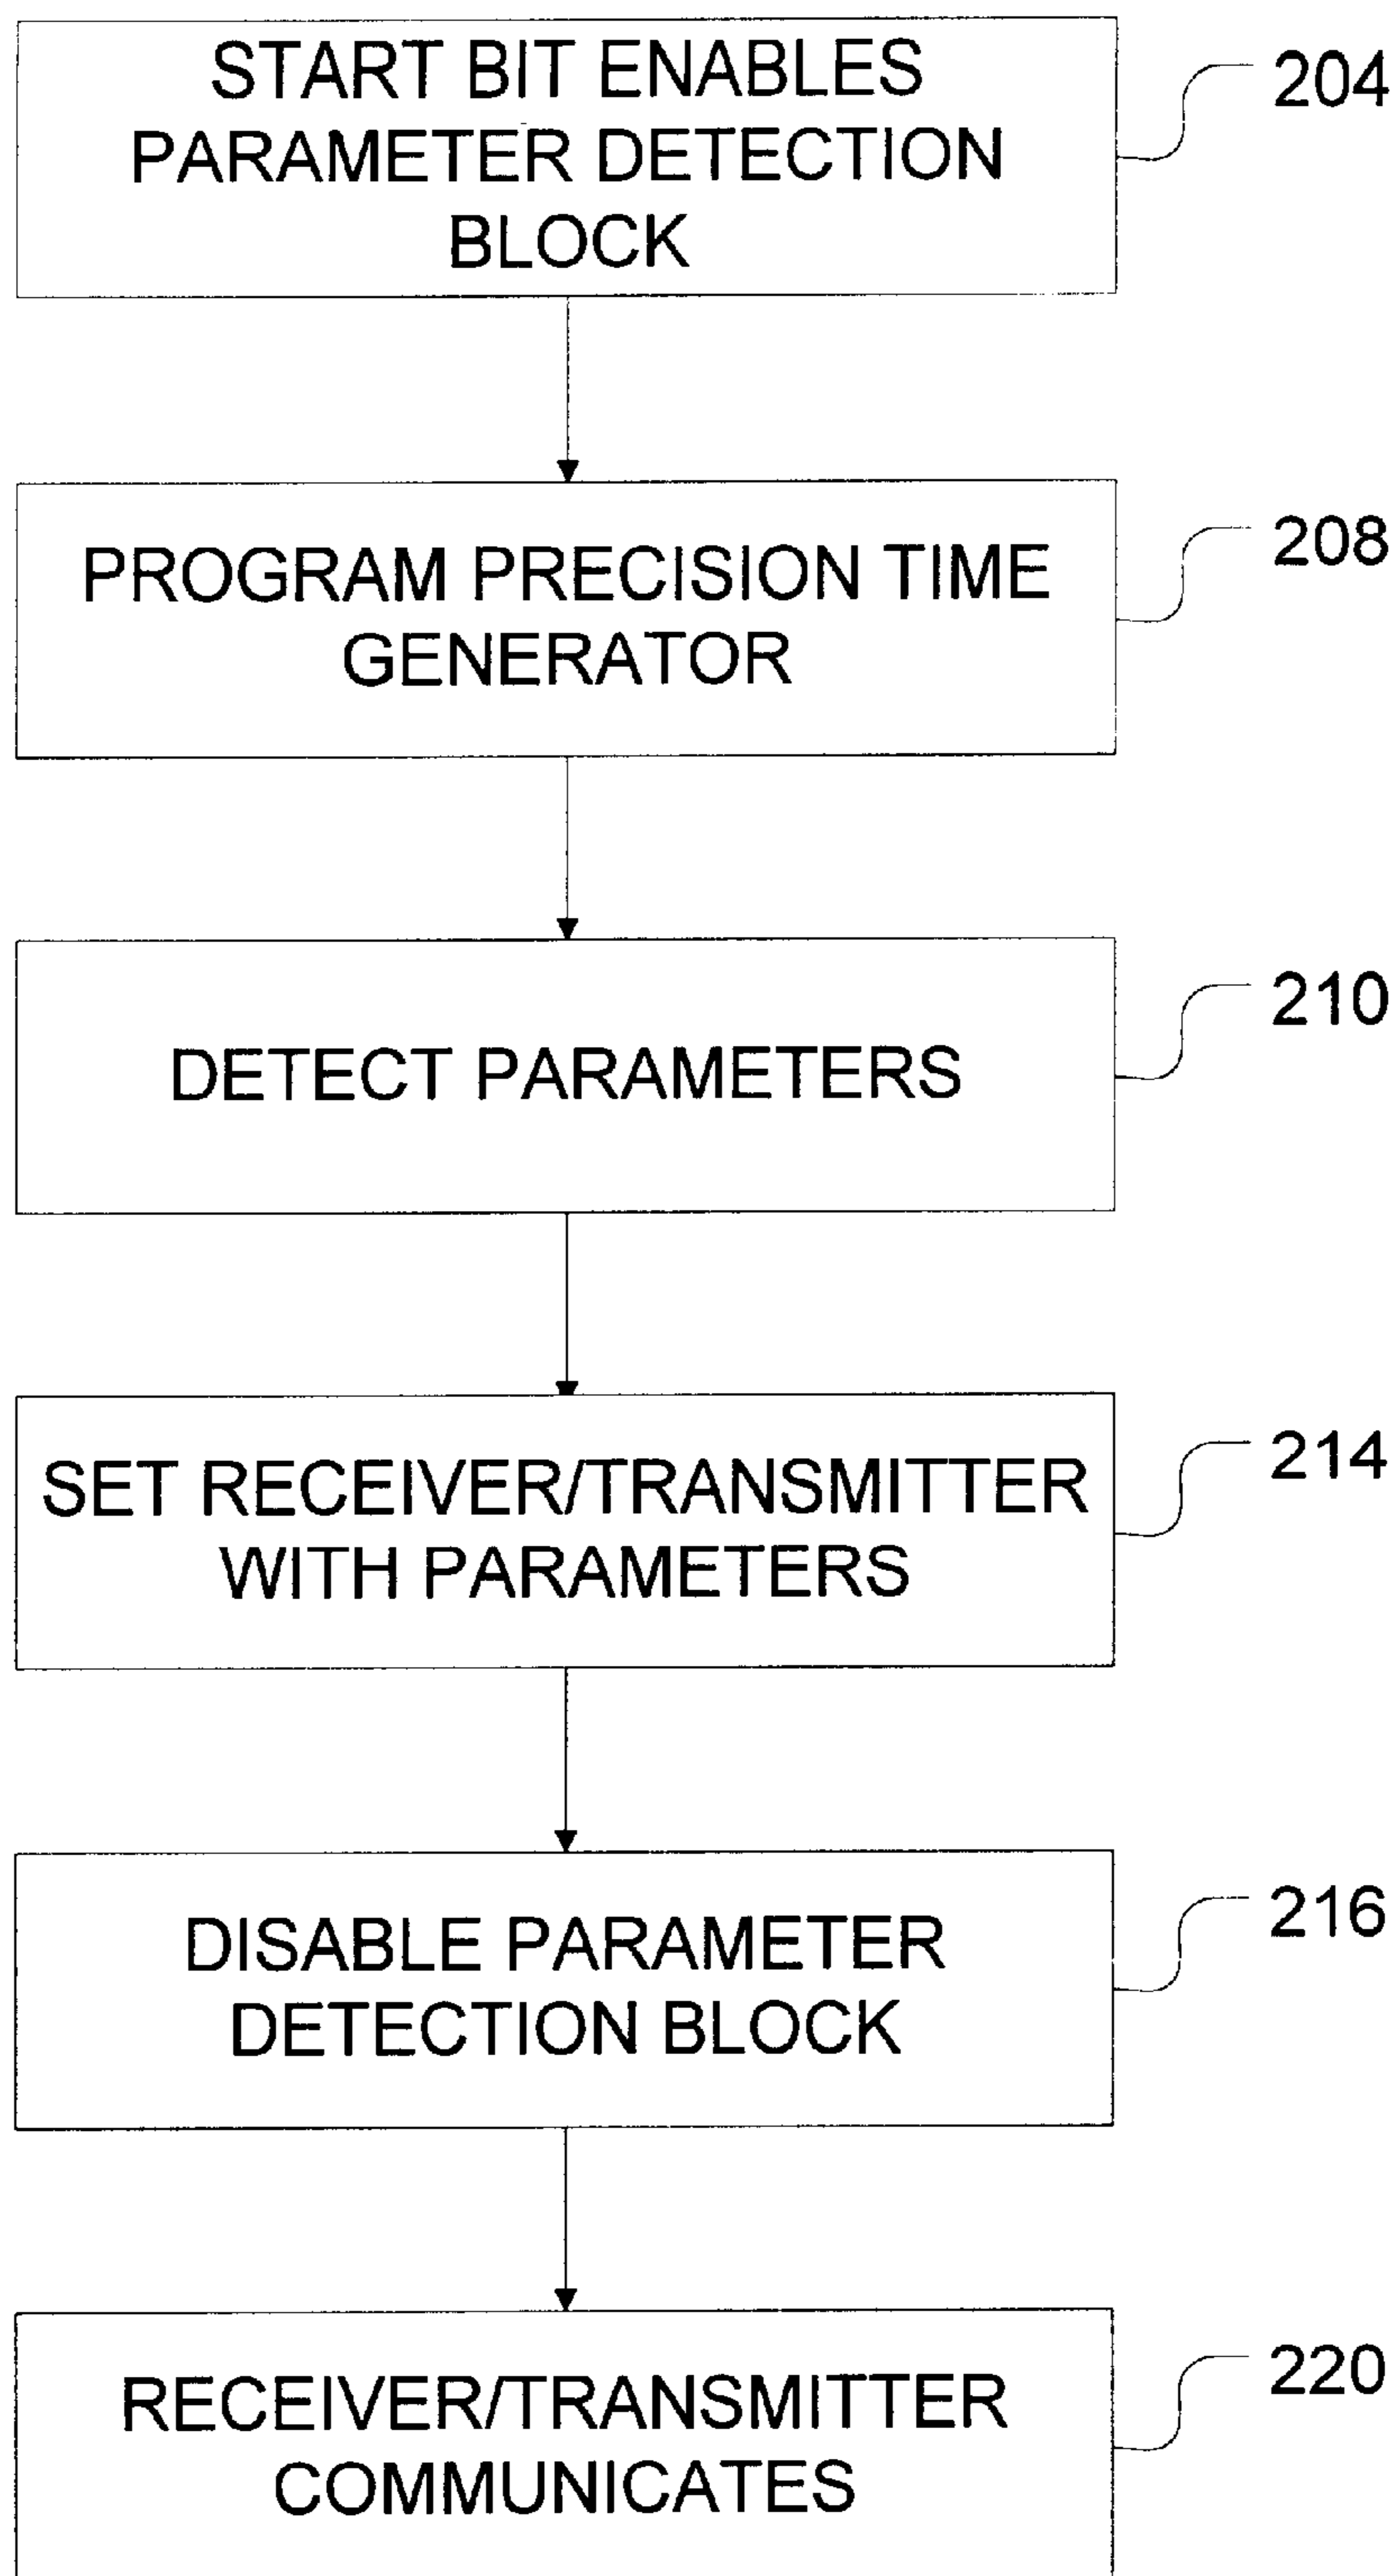 START BIT ENABLES
PARAMETER DETECTION
BLOCK
204
PROGRAM PRECISION TIME
GENERATOR
208
DETECT PARAMETERS
210
SET RECEIVER/TRANSMITTER
WITH PARAMETERS
214
DISABLE PARAMETER
DETECTION BLOCK
216
RECEIVER/TRANSMITTER
COMMUNICATES
220